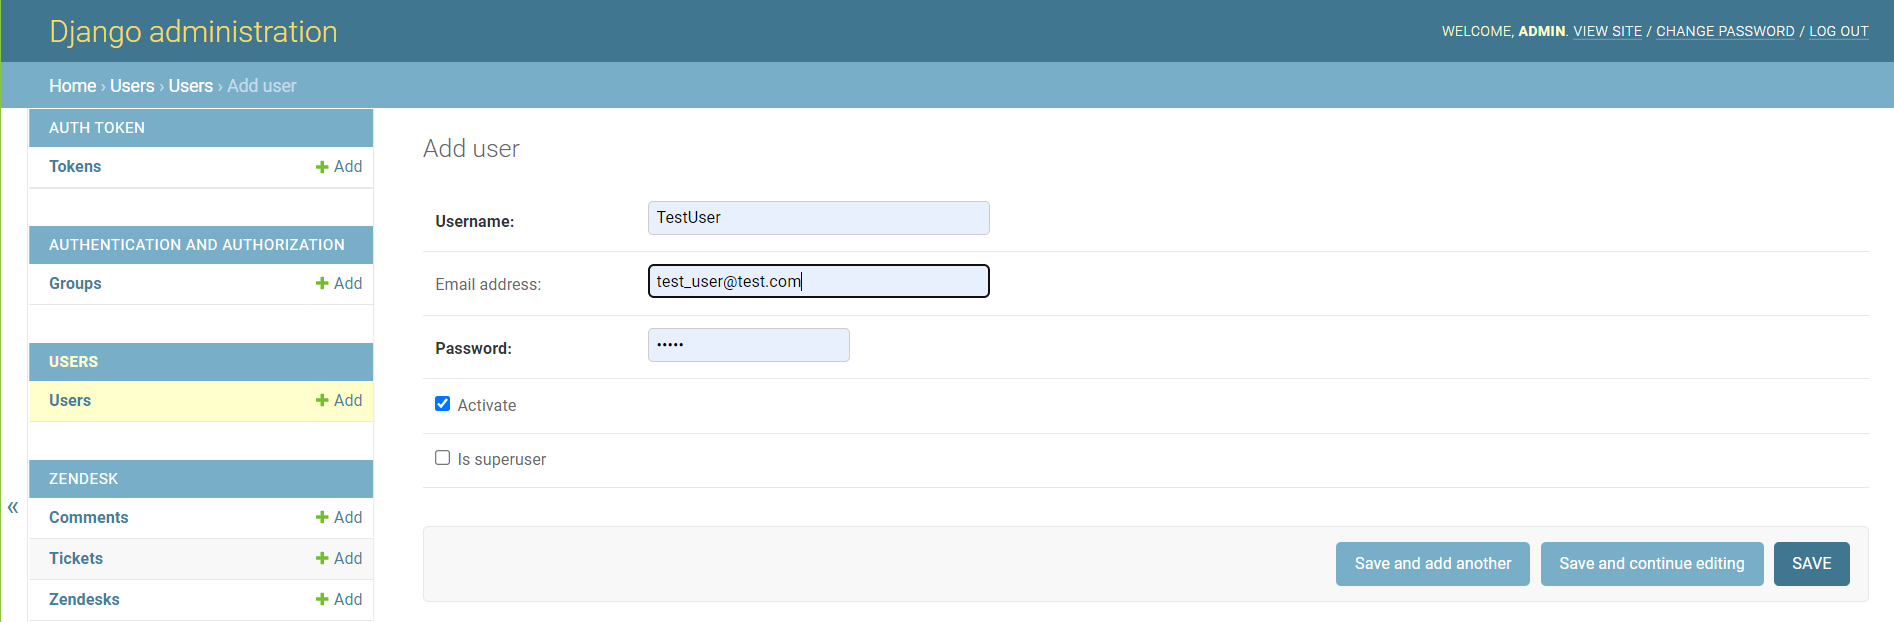 Django administration
WELCOME, ADMIN. VIEW SITE / CHANGE PASSWORD / LOG OUT
Home › Users › Users › Add user
AUTH TOKEN
Tokens + Add
AUTHENTICATION AND AUTHORIZATION
Groups + Add
USERS
Users + Add
ZENDESK
Comments + Add
Tickets + Add
Zendesks + Add
«
Add user
Username: TestUser
Email address: test_user@test.com
Password: •••••
Activate
Is superuser
Save and add another Save and continue editing SAVE